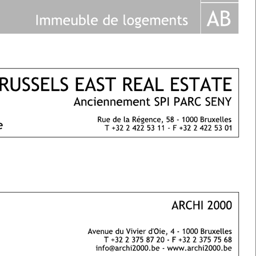 Immeuble de logements AB
RUSSELS EAST REAL ESTATE
Anciennement SPI PARC SENY
Rue de la Régence, 58 - 1000 Bruxelles
T +32 2 422 53 11 - F +32 2 422 53 01
e
ARCHI 2000
Avenue du Vivier d'Oie, 4 - 1000 Bruxelles
T +32 2 375 87 20 - F +32 2 375 75 68
info@archi2000.be - www.archi2000.be